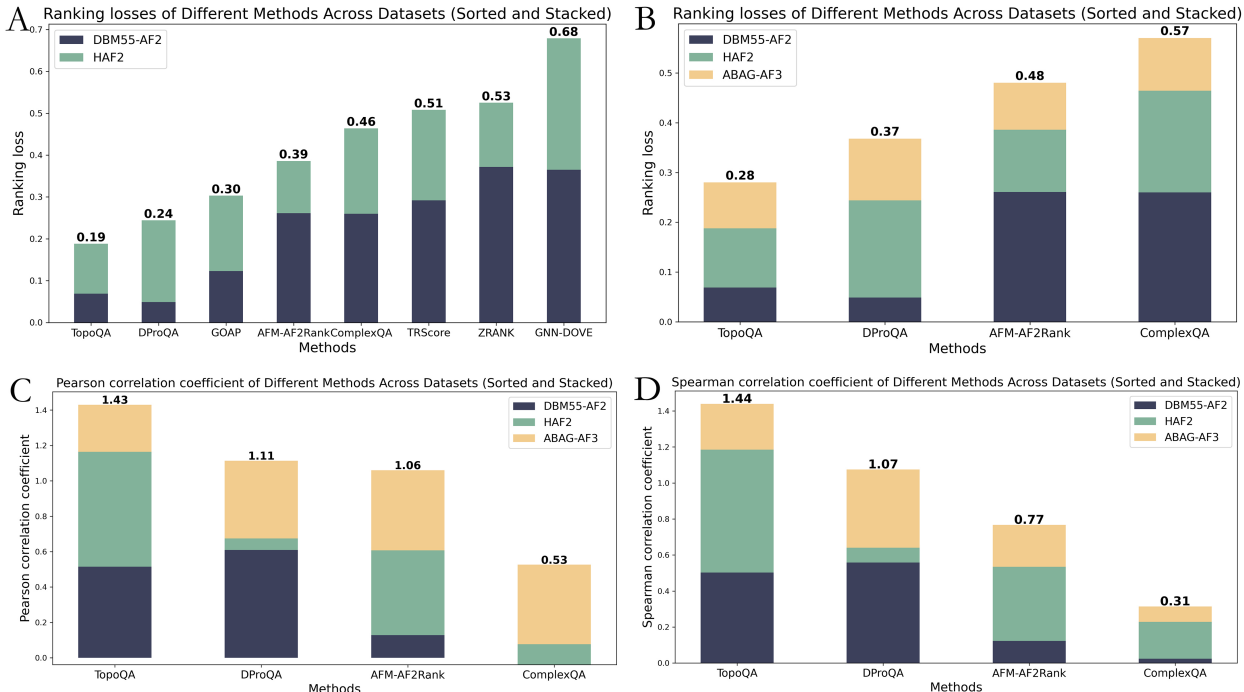 A
Ranking losses of Different Methods Across Datasets (Sorted and Stacked)
DBM55-AF2
HAF2
0.7
0.6
0.5
0.4
0.3
0.2
0.1
0.0
Ranking loss
0.19
0.24
0.30
0.39
0.46
0.51
0.53
0.68
TopoQA
DProQA
GOAP
AFM-AF2Rank
ComplexQA
TRScore
ZRANK
GNN-DOVE
Methods
B
Ranking losses of Different Methods Across Datasets (Sorted and Stacked)
DBM55-AF2
HAF2
ABAG-AF3
0.5
0.4
0.3
0.2
0.1
0.0
Ranking loss
0.28
0.37
0.48
0.57
TopoQA
DProQA
AFM-AF2Rank
ComplexQA
Methods
C
Pearson correlation coefficient of Different Methods Across Datasets (Sorted and Stacked)
DBM55-AF2
HAF2
ABAG-AF3
1.4
1.2
1.0
0.8
0.6
0.4
0.2
0.0
Pearson correlation coefficient
1.43
1.11
1.06
0.53
TopoQA
DProQA
AFM-AF2Rank
ComplexQA
Methods
D
Spearman correlation coefficient of Different Methods Across Datasets (Sorted and Stacked)
DBM55-AF2
HAF2
ABAG-AF3
1.4
1.2
1.0
0.8
0.6
0.4
0.2
0.0
Spearman correlation coefficient
1.44
1.07
0.77
0.31
TopoQA
DProQA
AFM-AF2Rank
ComplexQA
Methods